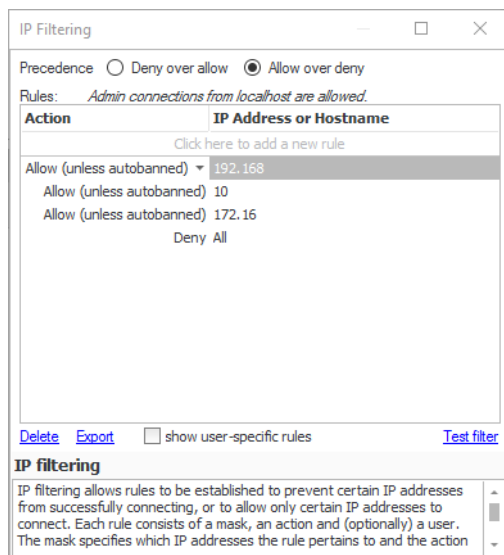 IP Filtering
Precedence Deny over allow Allow over deny
Rules: Admin connections from localhost are allowed.
Action IP Address or Hostname
Click here to add a new rule
Allow (unless autobanned) 192.168
Allow (unless autobanned) 10
Allow (unless autobanned) 172.16
Deny All
Delete Export show user-specific rules Test filter
IP filtering
IP filtering allows rules to be established to prevent certain IP addresses
from successfully connecting, or to allow only certain IP addresses to
connect. Each rule consists of a mask, an action and (optionally) a user.
The mask specifies which IP addresses the rule pertains to and the action